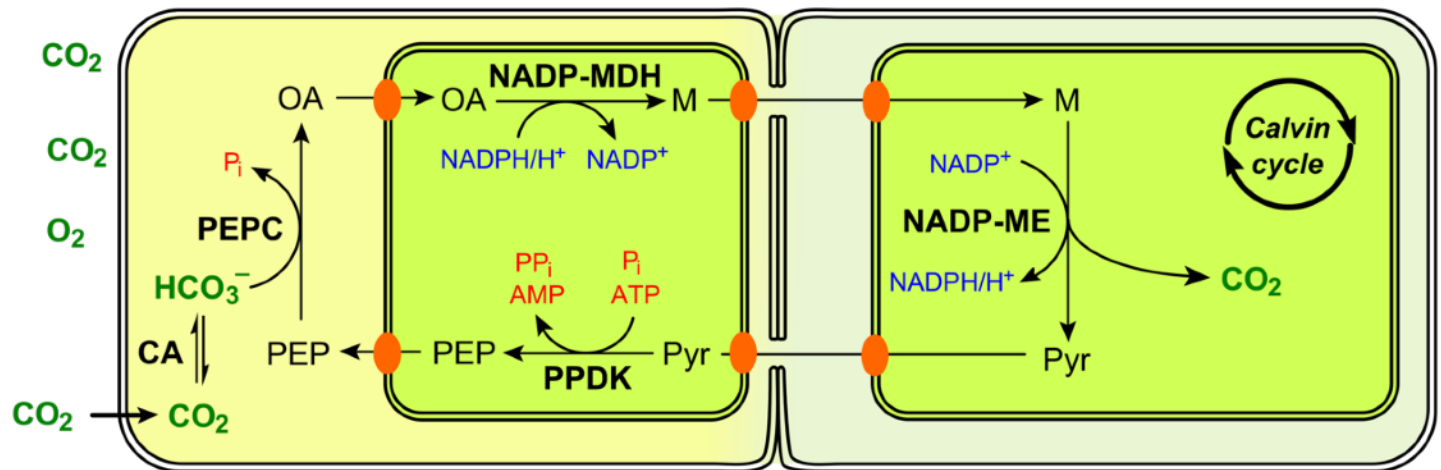 CO₂
CO₂
O₂
CO₂
CO₂
CA
HCO₃⁻
PEPC
Pᵢ
PEP
OA
OA
NADP-MDH
M
NADPH/H⁺ NADP⁺
PPᵢ Pᵢ
AMP ATP
PEP
PPDK
Pyr
M
NADP⁺
NADP-ME
NADPH/H⁺
CO₂
Pyr
Calvin
cycle